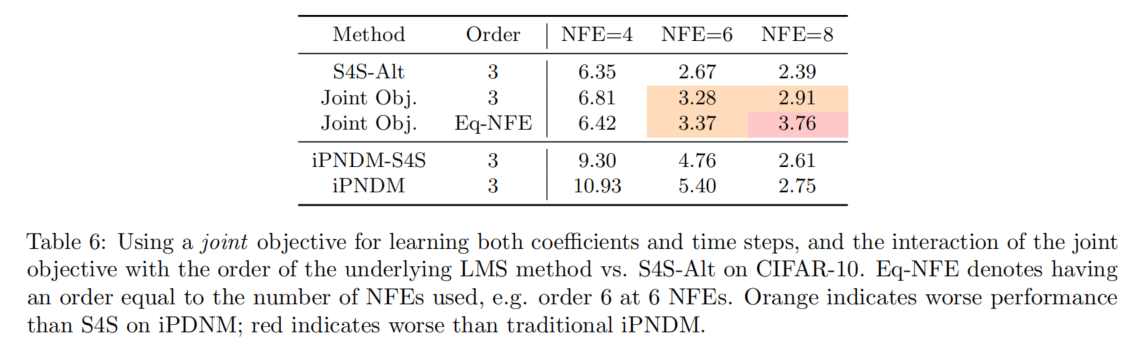 Method Order NFE=4 NFE=6 NFE=8
S4S-Alt 3 6.35 2.67 2.39
Joint Obj. 3 6.81 3.28 2.91
Joint Obj. Eq-NFE 6.42 3.37 3.76
iPNDM-S4S 3 9.30 4.76 2.61
iPNDM 3 10.93 5.40 2.75
Table 6: Using a joint objective for learning both coefficients and time steps, and the interaction of the joint
objective with the order of the underlying LMS method vs. S4S-Alt on CIFAR-10. Eq-NFE denotes having
an order equal to the number of NFEs used, e.g. order 6 at 6 NFEs. Orange indicates worse performance
than S4S on iPDNM; red indicates worse than traditional iPNDM.